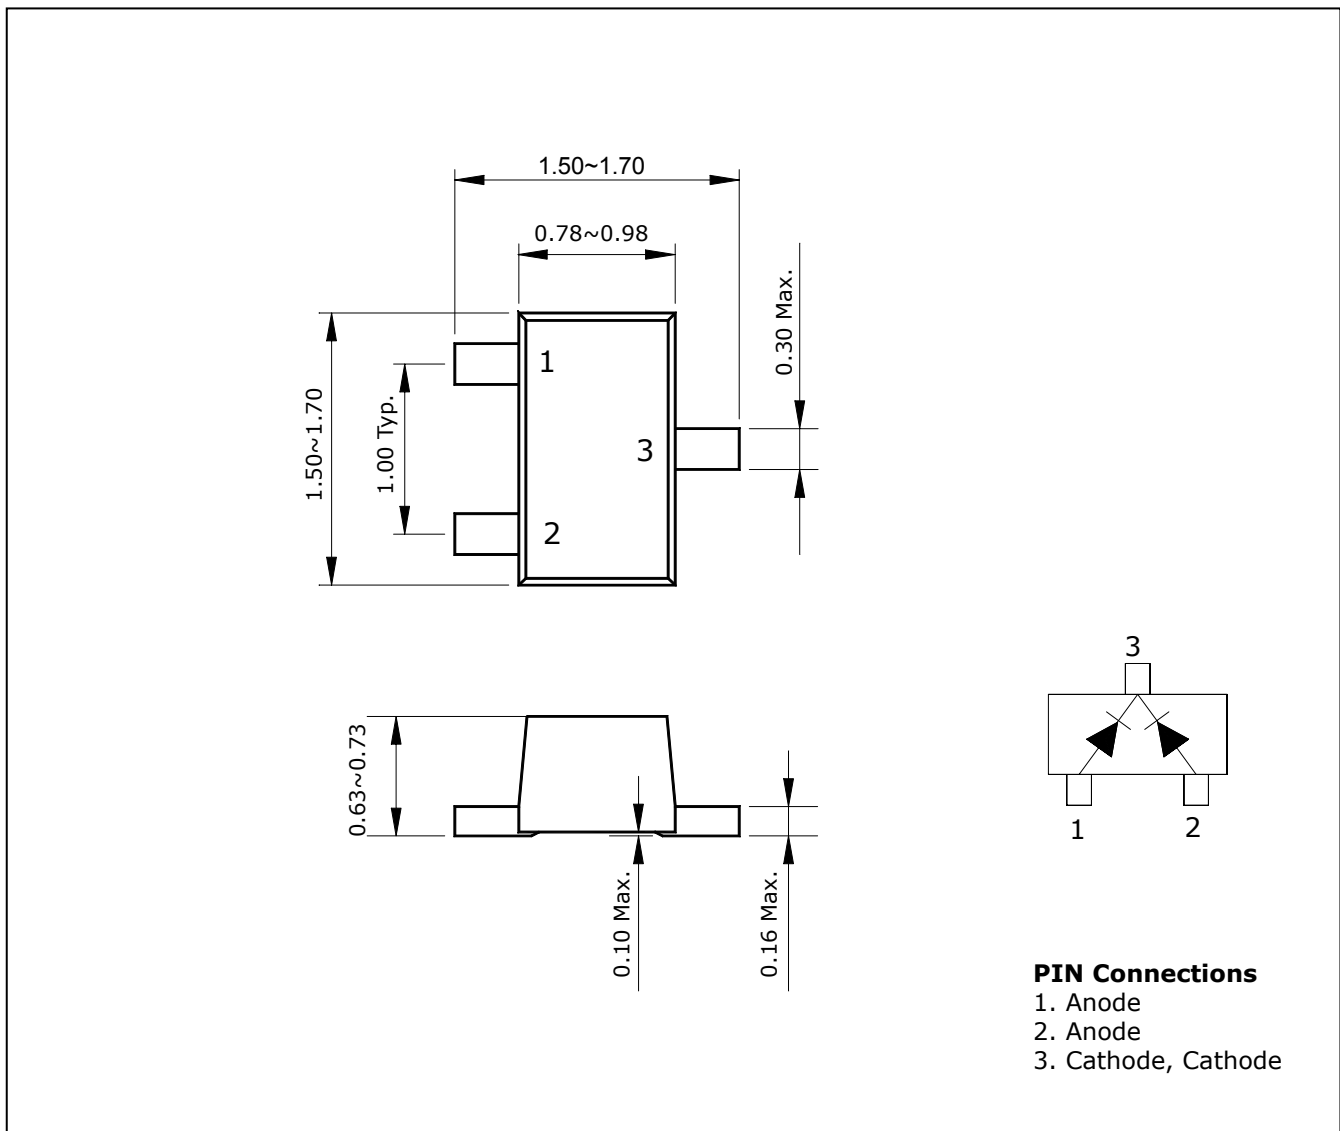 1.50~1.70
0.78~0.98
0.30 Max.
1.50~1.70
1.00 Typ.
1
3
2
0.63~0.73
0.10 Max.
0.16 Max.
3
1
2
PIN Connections
1. Anode
2. Anode
3. Cathode, Cathode